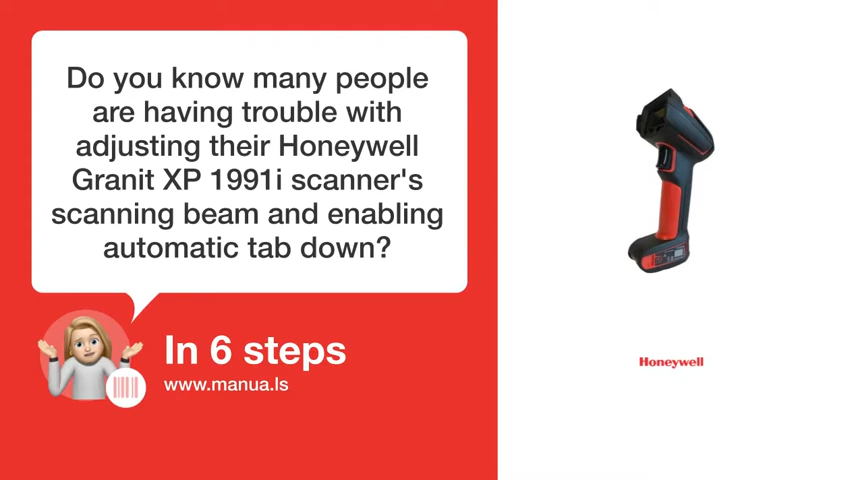 Do you know many people
are having trouble with
adjusting their Honeywell
Granit XP 1991i scanner's
scanning beam and enabling
automatic tab down?
In 6 steps
www.manua.ls
Honeywell